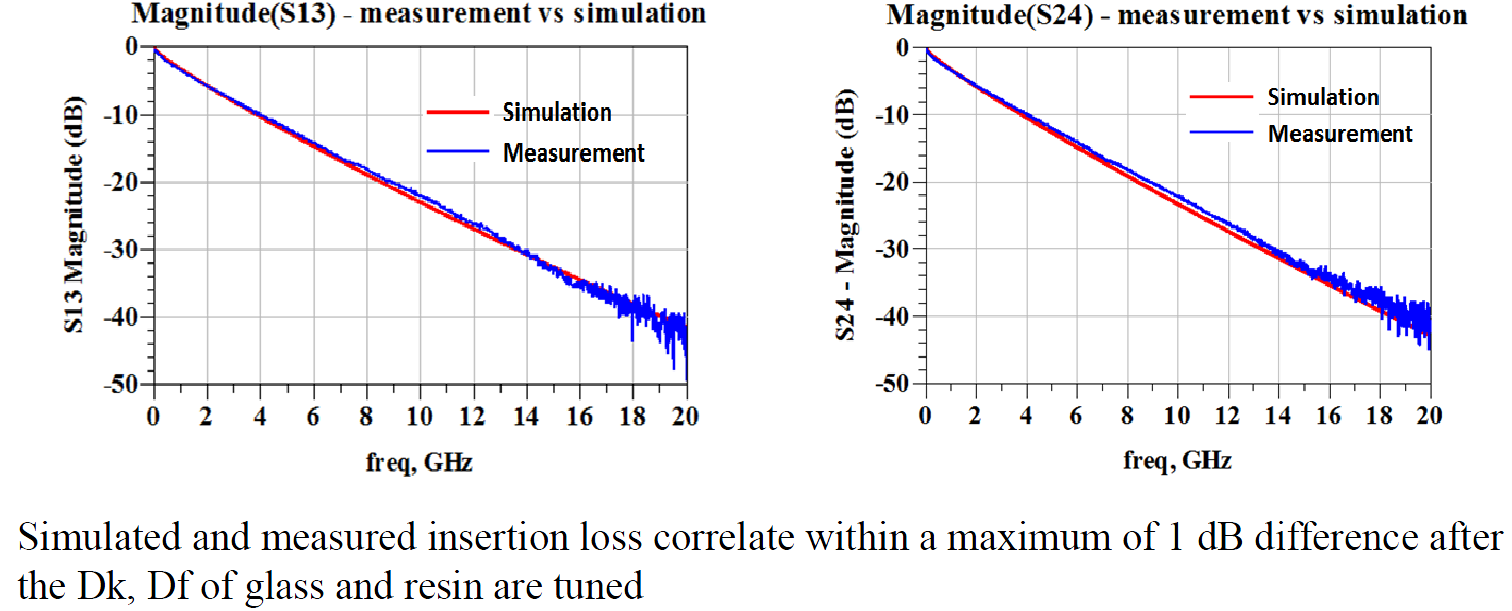 Magnitude(S13) - measurement vs simulation
0
-10
-20
-30
-40
-50
S13 Magnitude (dB)
Simulation
Measurement
0 2 4 6 8 10 12 14 16 18 20
freq, GHz
Magnitude(S24) - measurement vs simulation
0
-10
-20
-30
-40
-50
S24 - Magnitude (dB)
Simulation
Measurement
0 2 4 6 8 10 12 14 16 18 20
freq, GHz
Simulated and measured insertion loss correlate within a maximum of 1 dB difference after
the Dk, Df of glass and resin are tuned